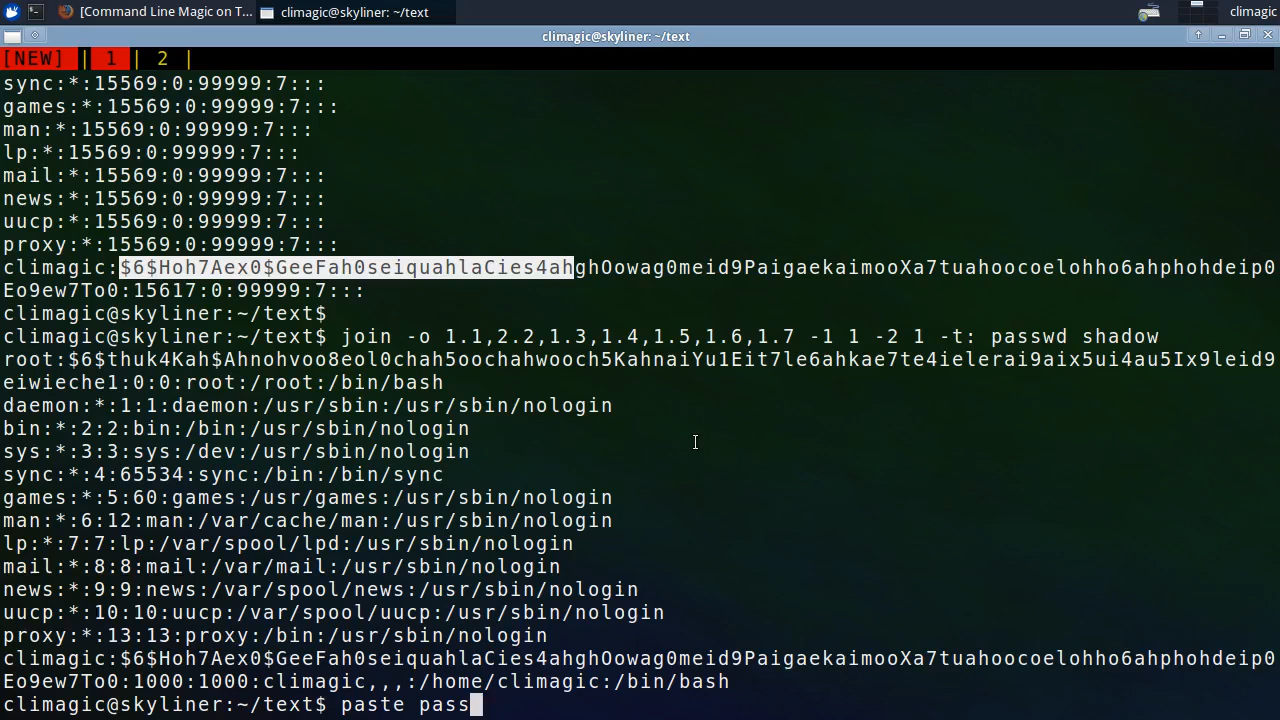 [Command Line Magic on T...
climagic@skyliner: ~/text
climagic
climagic@skyliner: ~/text
[NEW] | 1 | 2 |
sync:*:15569:0:99999:7:::
games:*:15569:0:99999:7:::
man:*:15569:0:99999:7:::
lp:*:15569:0:99999:7:::
mail:*:15569:0:99999:7:::
news:*:15569:0:99999:7:::
uucp:*:15569:0:99999:7:::
proxy:*:15569:0:99999:7:::
climagic:$6$Hoh7Aex0$GeeFah0seiquahlaCies4ahghOowag0meid9PaigaekaimooXa7tuahoocoelohho6ahphohdeip0
Eo9ew7To0:15617:0:99999:7:::
climagic@skyliner:~/text$
climagic@skyliner:~/text$ join -o 1.1,2.2,1.3,1.4,1.5,1.6,1.7 -1 1 -2 1 -t: passwd shadow
root:$6$thuk4Kah$Ahnohvoo8eol0chah5oochahwooch5KahnaiYu1Eit7le6ahkae7te4ielerai9aix5ui4au5Ix9leid9
eiwieche1:0:0:root:/root:/bin/bash
daemon:*:1:1:daemon:/usr/sbin:/usr/sbin/nologin
bin:*:2:2:bin:/bin:/usr/sbin/nologin
sys:*:3:3:sys:/dev:/usr/sbin/nologin
sync:*:4:65534:sync:/bin:/bin/sync
games:*:5:60:games:/usr/games:/usr/sbin/nologin
man:*:6:12:man:/var/cache/man:/usr/sbin/nologin
lp:*:7:7:lp:/var/spool/lpd:/usr/sbin/nologin
mail:*:8:8:mail:/var/mail:/usr/sbin/nologin
news:*:9:9:news:/var/spool/news:/usr/sbin/nologin
uucp:*:10:10:uucp:/var/spool/uucp:/usr/sbin/nologin
proxy:*:13:13:proxy:/bin:/usr/sbin/nologin
climagic:$6$Hoh7Aex0$GeeFah0seiquahlaCies4ahghOowag0meid9PaigaekaimooXa7tuahoocoelohho6ahphohdeip0
Eo9ew7To0:1000:1000:climagic,,,:/home/climagic:/bin/bash
climagic@skyliner:~/text$ paste pass